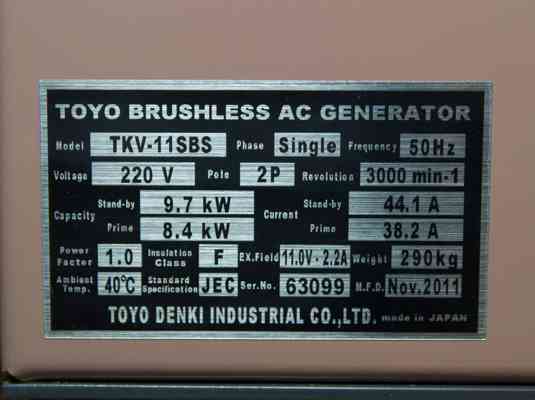 TOYO BRUSHLESS AC GENERATOR
Model TKV-11SBS Phase Single Frequency 50Hz
Voltage 220 V Pole 2P Revolution 3000 min-1
Capacity Stand-by 9.7 kW Current Stand-by 44.1 A
Prime 8.4 kW Prime 38.2 A
Power Factor 1.0 Insulation Class F EX.Field 11.0V - 2.2A Weight 290kg
Ambient Temp. 40°C Standard Specification JEC Ser.No. 63099 M.F.D. Nov.2011
TOYO DENKI INDUSTRIAL CO.,LTD. made in JAPAN